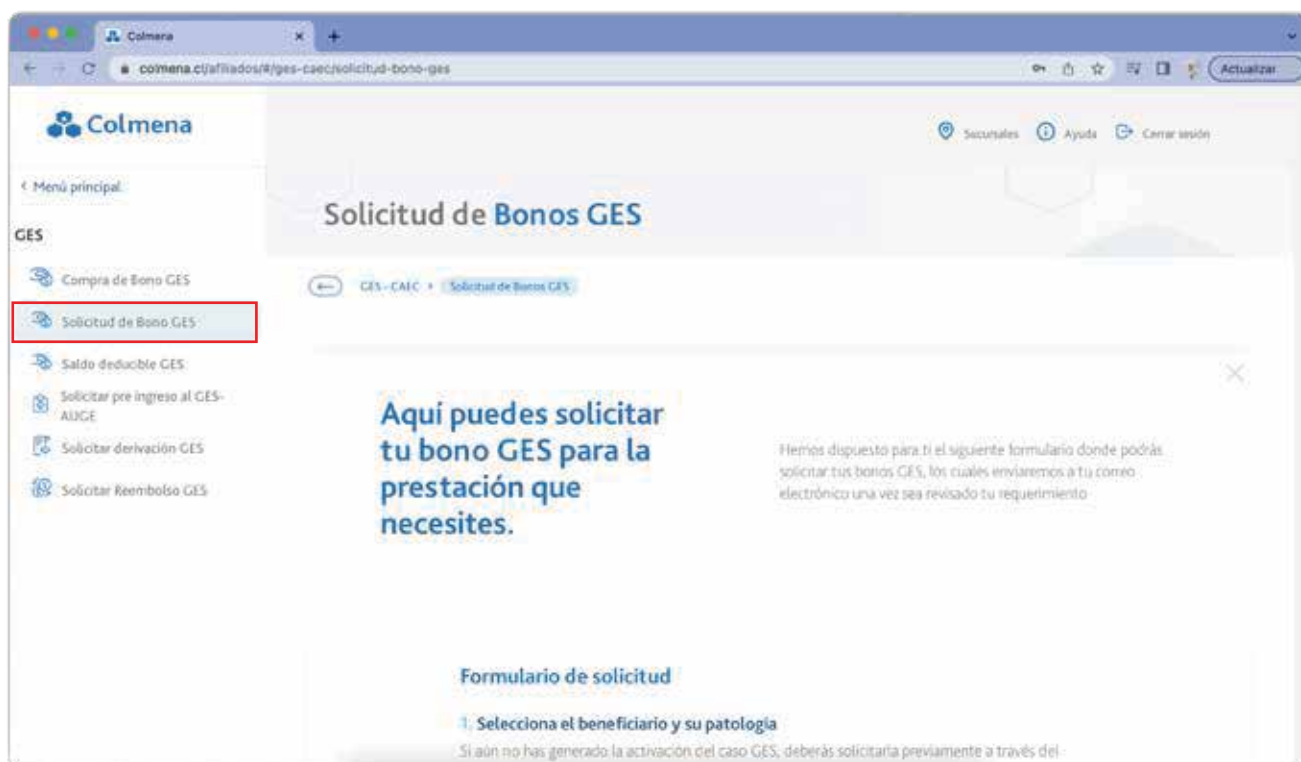 Colmena
colmena.cl/afiliados/#/ges-caec/solicitud-bono-ges
Actualizar
Colmena
Sucursales
Ayuda
Cerrar sesión
Menú principal
GES
Compra de Bono GES
Solicitud de Bono GES
Saldo deducible GES
Solicitar pre ingreso al GES-
AUGE
Solicitar derivación GES
Solicitar Reembolso GES
Solicitud de Bonos GES
GES-CAEC
Solicitud de Bonos GES
Aquí puedes solicitar
tu bono GES para la
prestación que
necesites.
Hemos dispuesto para ti el siguiente formulario donde podrás
solicitar tus bonos GES, los cuales enviaremos a tu correo
electrónico una vez sea revisado tu requerimiento
Formulario de solicitud
1. Selecciona el beneficiario y su patología
Si aún no has generado la activación del caso GES, deberás solicitarla previamente a través del